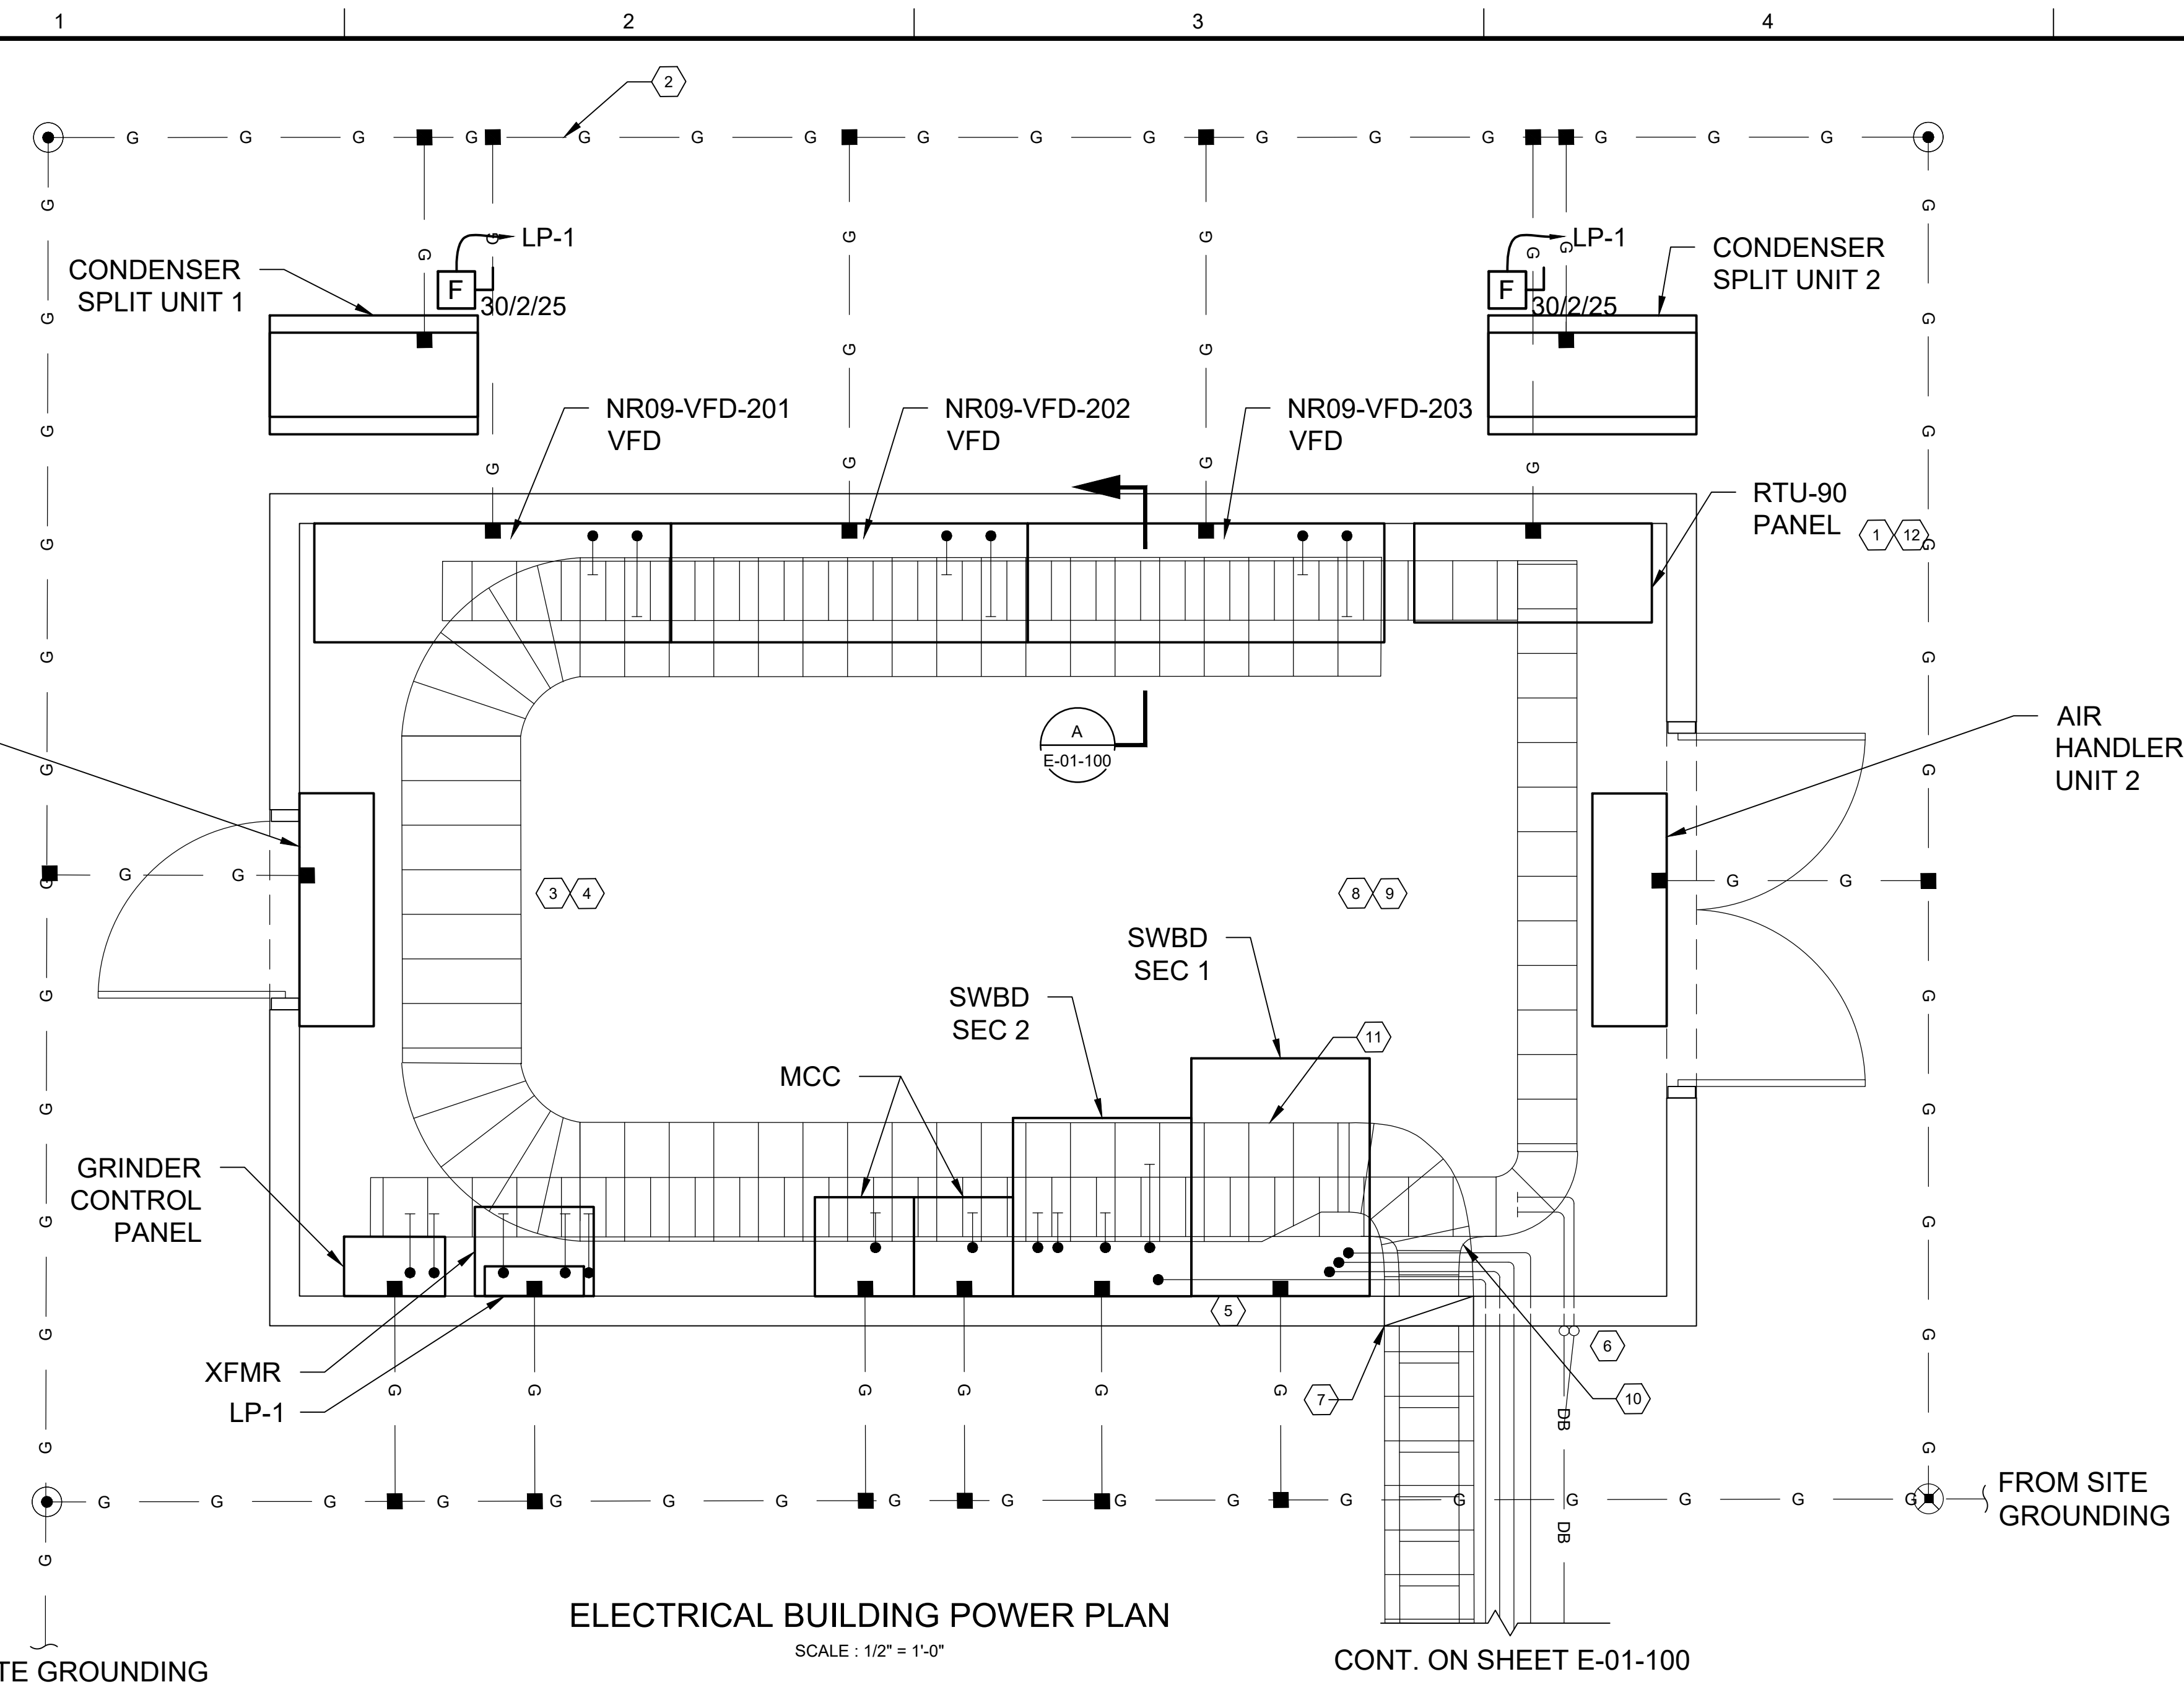 1
2
3
4
2
G G G G G G G G G G G G G G G
LP-1
LP-1
CONDENSER
SPLIT UNIT 1
F
30/2/25
F
30/2/25
CONDENSER
SPLIT UNIT 2
NR09-VFD-201
VFD
NR09-VFD-202
VFD
NR09-VFD-203
VFD
RTU-90
PANEL
1 12
A
E-01-100
AIR
HANDLER
UNIT 2
G G
G G
3 4
8 9
SWBD
SEC 1
SWBD
SEC 2
11
MCC
GRINDER
CONTROL
PANEL
5
6
XFMR
LP-1
7
10
G G G G G G
DB
DB
G G G G G G G G G G G G G G G G G
FROM SITE
GROUNDING
ELECTRICAL BUILDING POWER PLAN
SCALE : 1/2" = 1'-0"
CONT. ON SHEET E-01-100
TE GROUNDING